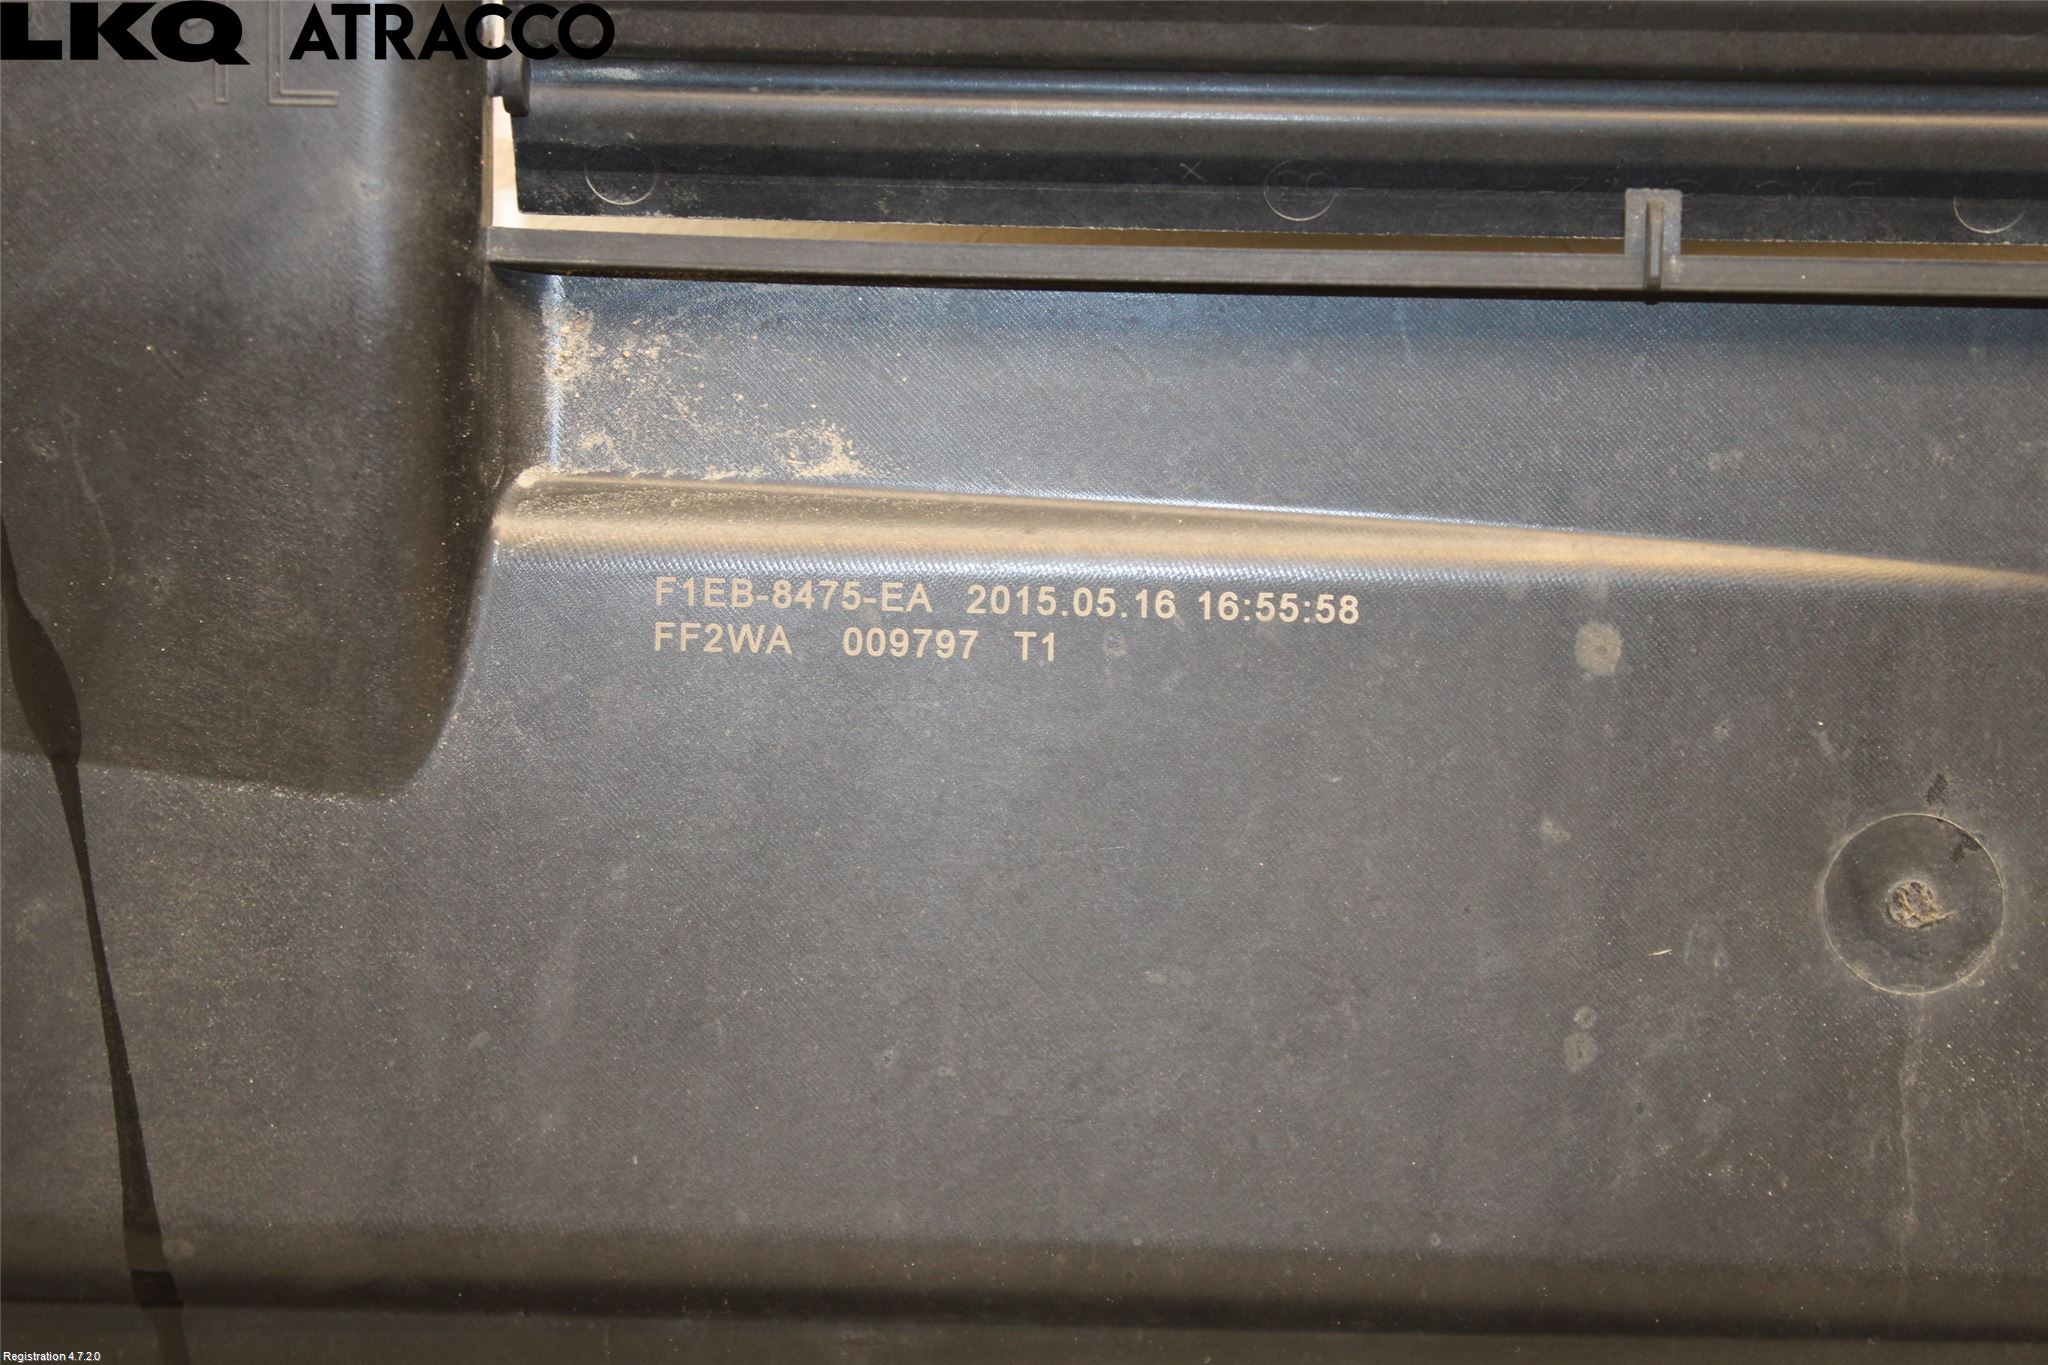 LKQ ATRACCO
F1EB-8475-EA 2015.05.16 16:55:58
FF2WA 009797 T1
Registration 4.7.2.0